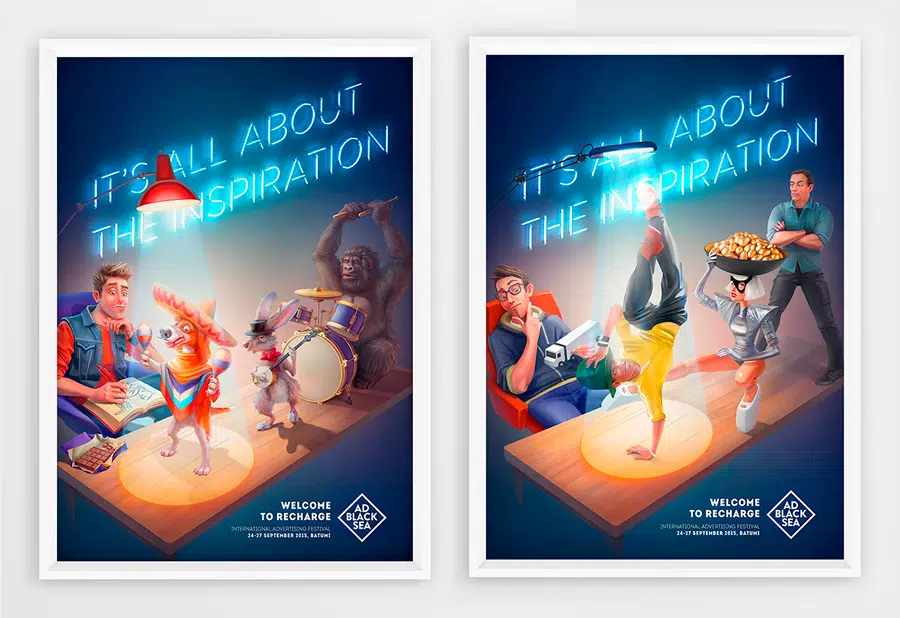 IT'S ALL ABOUT
THE INSPIRATION
WELCOME
TO RECHARGE
INTERNATIONAL ADVERTISING FESTIVAL
24-27 SEPTEMBER 2015, BATUMI
AD
BLACK
SEA
IT'S ALL ABOUT
THE INSPIRATION
WELCOME
TO RECHARGE
INTERNATIONAL ADVERTISING FESTIVAL
24-27 SEPTEMBER 2015, BATUMI
AD
BLACK
SEA